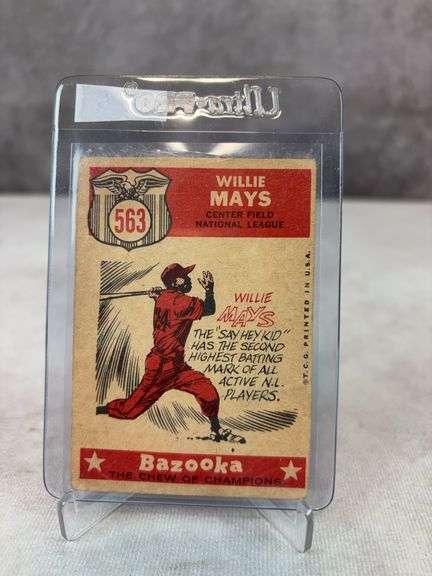 Ultra•PRO®
WILLIE
MAYS
CENTER FIELD
NATIONAL LEAGUE
563
WILLIE
MAYS
THE "SAY HEY KID"
HAS THE SECOND
HIGHEST BATTING
MARK OF ALL
ACTIVE N.L.
PLAYERS.
24
©T.C.G. PRINTED IN U.S.A.
Bazooka
THE CHEW OF CHAMPIONS